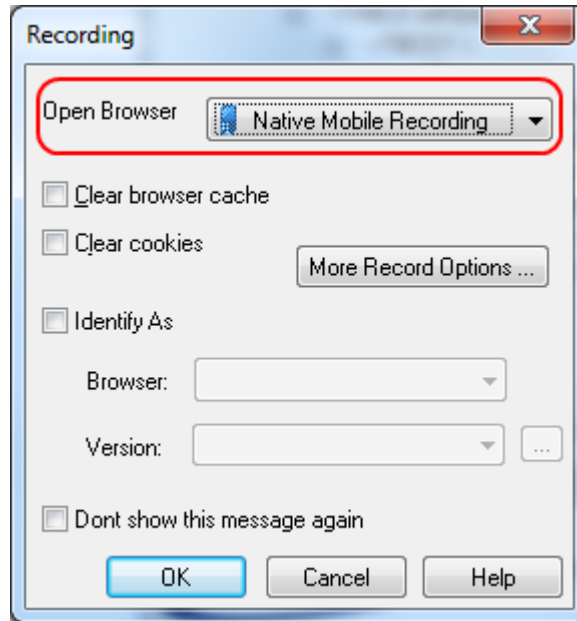 Recording
Open Browser Native Mobile Recording
Clear browser cache
Clear cookies
More Record Options ...
Identify As
Browser:
Version:
...
Dont show this message again
OK Cancel Help